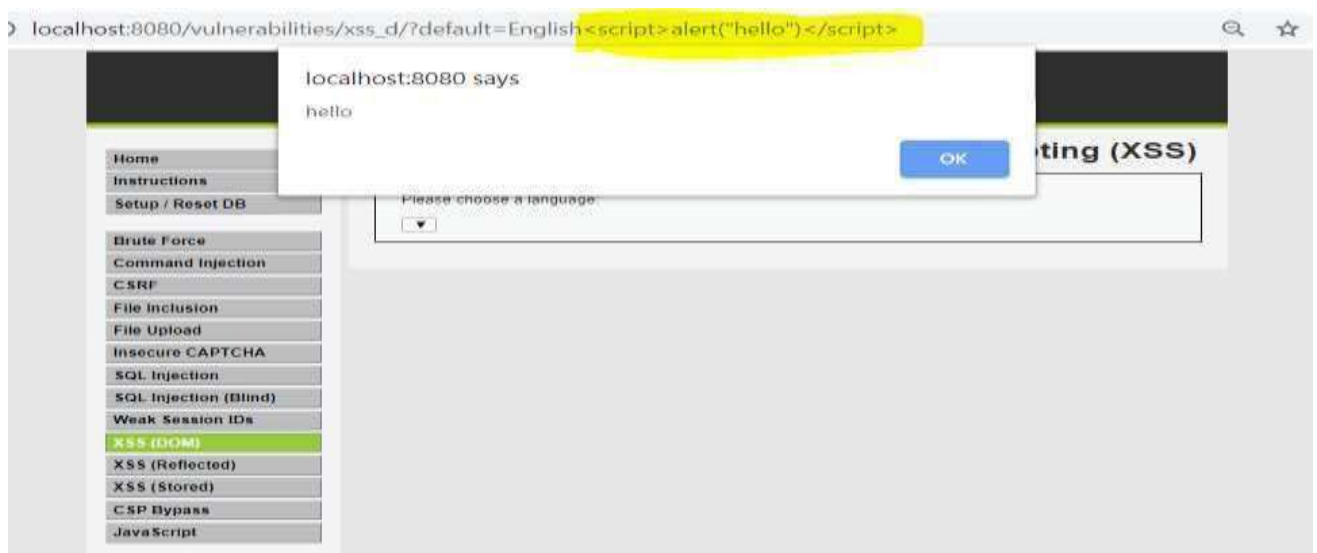 localhost:8080/vulnerabilities/xss_d/?default=English<script>alert("hello")</script>
localhost:8080 says
hello
OK
ting (XSS)
Please choose a language:
Home
Instructions
Setup / Reset DB
Brute Force
Command Injection
CSRF
File Inclusion
File Upload
Insecure CAPTCHA
SQL Injection
SQL Injection (Blind)
Weak Session IDs
XSS (DOM)
XSS (Reflected)
XSS (Stored)
CSP Bypass
JavaScript